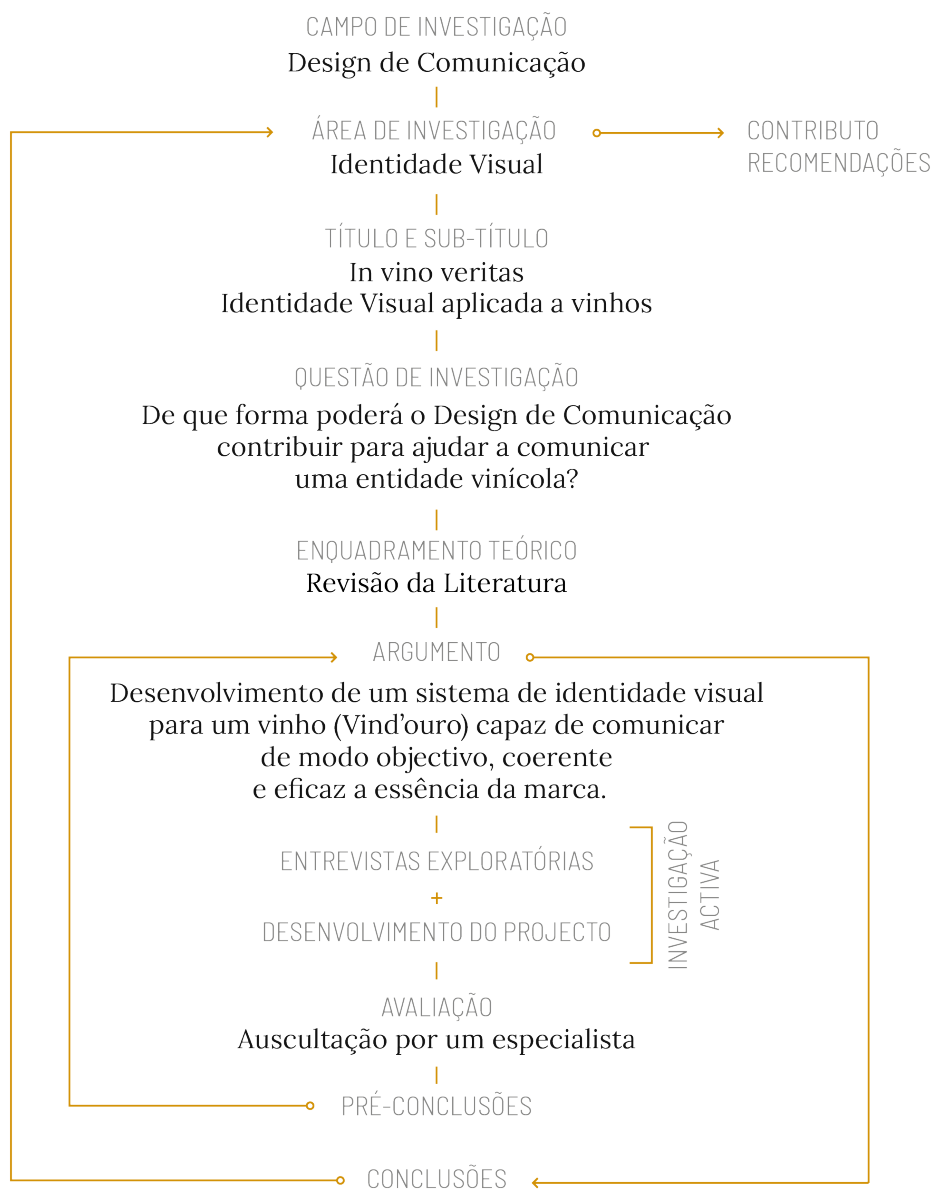 CAMPO DE INVESTIGAÇÃO
Design de Comunicação
ÁREA DE INVESTIGAÇÃO
Identidade Visual
CONTRIBUTO
RECOMENDAÇÕES
TÍTULO E SUB-TÍTULO
In vino veritas
Identidade Visual aplicada a vinhos
QUESTÃO DE INVESTIGAÇÃO
De que forma poderá o Design de Comunicação
contribuir para ajudar a comunicar
uma entidade vinícola?
ENQUADRAMENTO TEÓRICO
Revisão da Literatura
ARGUMENTO
Desenvolvimento de um sistema de identidade visual
para um vinho (Vind’ouro) capaz de comunicar
de modo objectivo, coerente
e eficaz a essência da marca.
ENTREVISTAS EXPLORATÓRIAS
+
DESENVOLVIMENTO DO PROJECTO
INVESTIGAÇÃO
ACTIVA
AVALIAÇÃO
Auscultação por um especialista
PRÉ-CONCLUSÕES
CONCLUSÕES